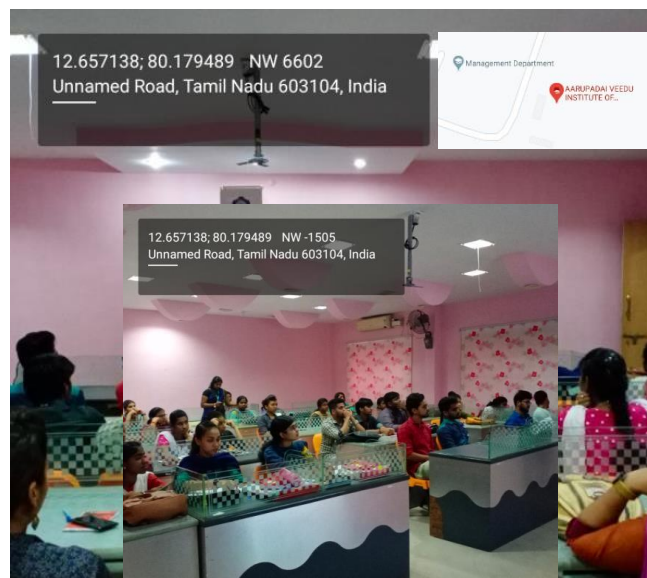 12.657138; 80.179489 NW 6602
Unnamed Road, Tamil Nadu 603104, India
Management Department
AARUPADAI VEEDU
INSTITUTE OF...
12.657138; 80.179489 NW -1505
Unnamed Road, Tamil Nadu 603104, India